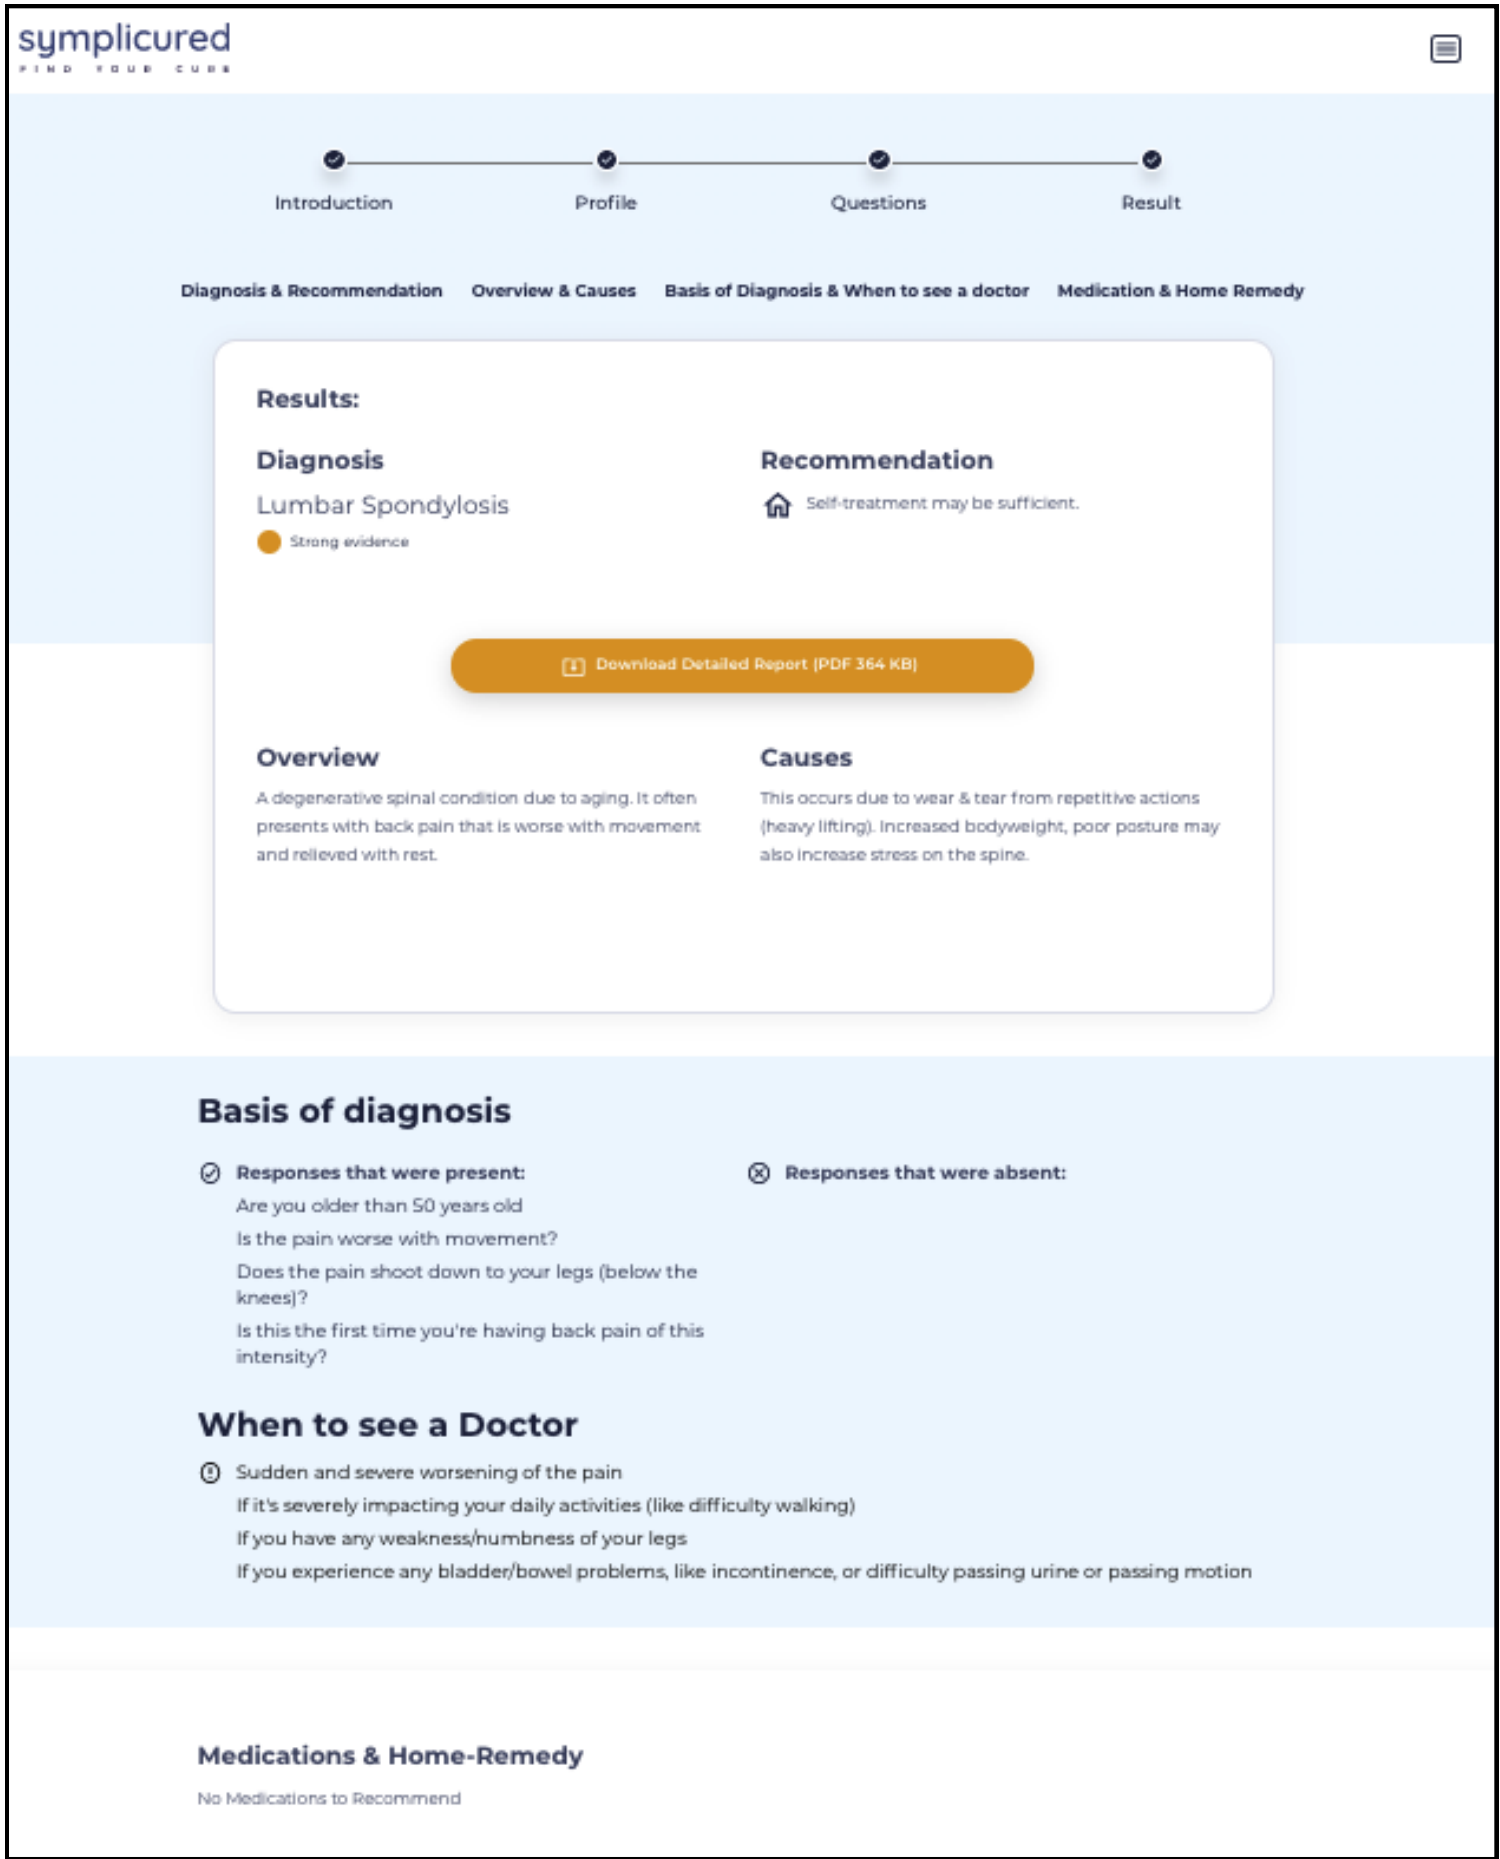 symplicured
FIND YOUR CURE
Introduction
Profile
Questions
Result
Diagnosis & Recommendation
Overview & Causes
Basis of Diagnosis & When to see a doctor
Medication & Home Remedy
Results:
Diagnosis
Lumbar Spondylosis
Strong evidence
Recommendation
Self-treatment may be sufficient.
Download Detailed Report (PDF 364 KB)
Overview
A degenerative spinal condition due to aging. It often
presents with back pain that is worse with movement
and relieved with rest.
Causes
This occurs due to wear & tear from repetitive actions
(heavy lifting). Increased bodyweight, poor posture may
also increase stress on the spine.
Basis of diagnosis
Responses that were present:
Are you older than 50 years old
Is the pain worse with movement?
Does the pain shoot down to your legs (below the
knees)?
Is this the first time you're having back pain of this
intensity?
Responses that were absent:
When to see a Doctor
Sudden and severe worsening of the pain
If it's severely impacting your daily activities (like difficulty walking)
If you have any weakness/numbness of your legs
If you experience any bladder/bowel problems, like incontinence, or difficulty passing urine or passing motion
Medications & Home-Remedy
No Medications to Recommend